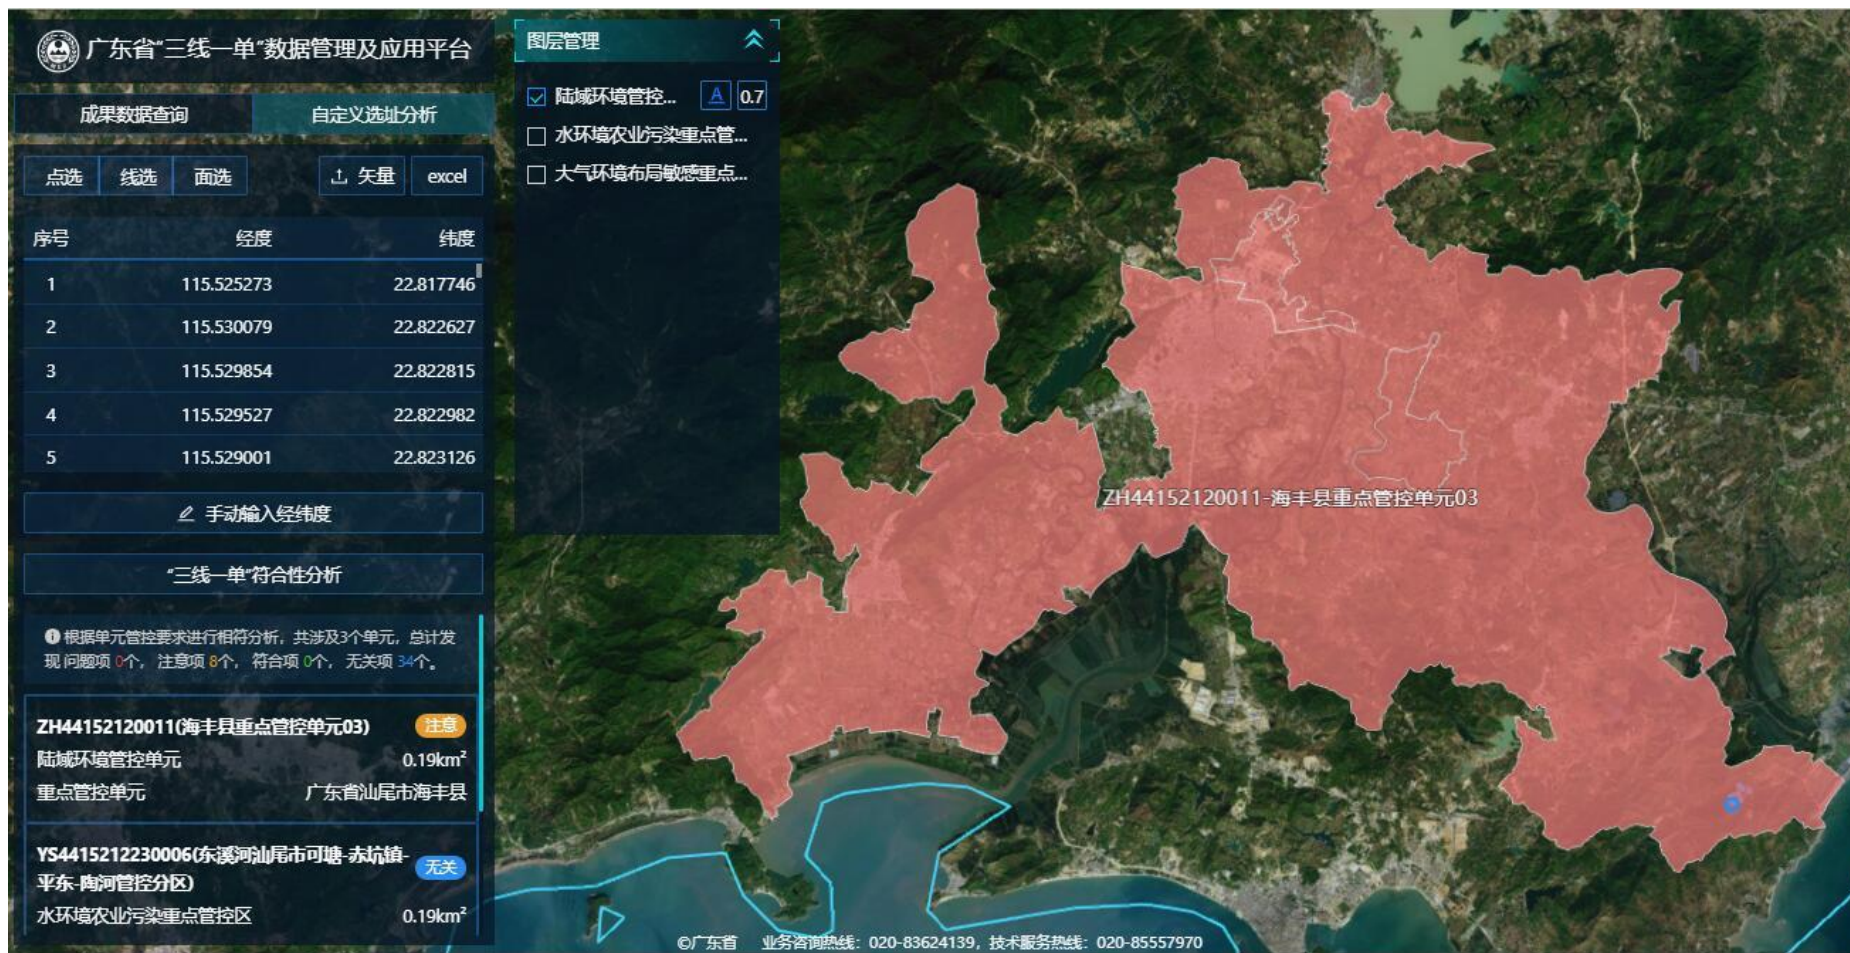 广东省“三线一单”数据管理及应用平台
成果数据查询
自定义选址分析
点选
线选
面选
矢量
excel
序号
经度
纬度
1
115.525273
22.817746
2
115.530079
22.822627
3
115.529854
22.822815
4
115.529527
22.822982
5
115.529001
22.823126
手动输入经纬度
“三线一单”符合性分析
根据单元管控要求进行相符分析，共涉及3个单元，总计发
现 问题项 0个， 注意项 8个， 符合项 0个， 无关项 34个。
ZH44152120011(海丰县重点管控单元03)
注意
陆域环境管控单元
0.19km²
重点管控单元
广东省汕尾市海丰县
YS4415212230006(东溪河汕尾市可塘-赤坑镇-
平东-陶河管控分区)
无关
水环境农业污染重点管控区
0.19km²
图层管理
陆域环境管控...
A
0.7
水环境农业污染重点管...
大气环境布局敏感重点...
ZH44152120011-海丰县重点管控单元03
©广东省 业务咨询热线：020-83624139，技术服务热线：020-85557970